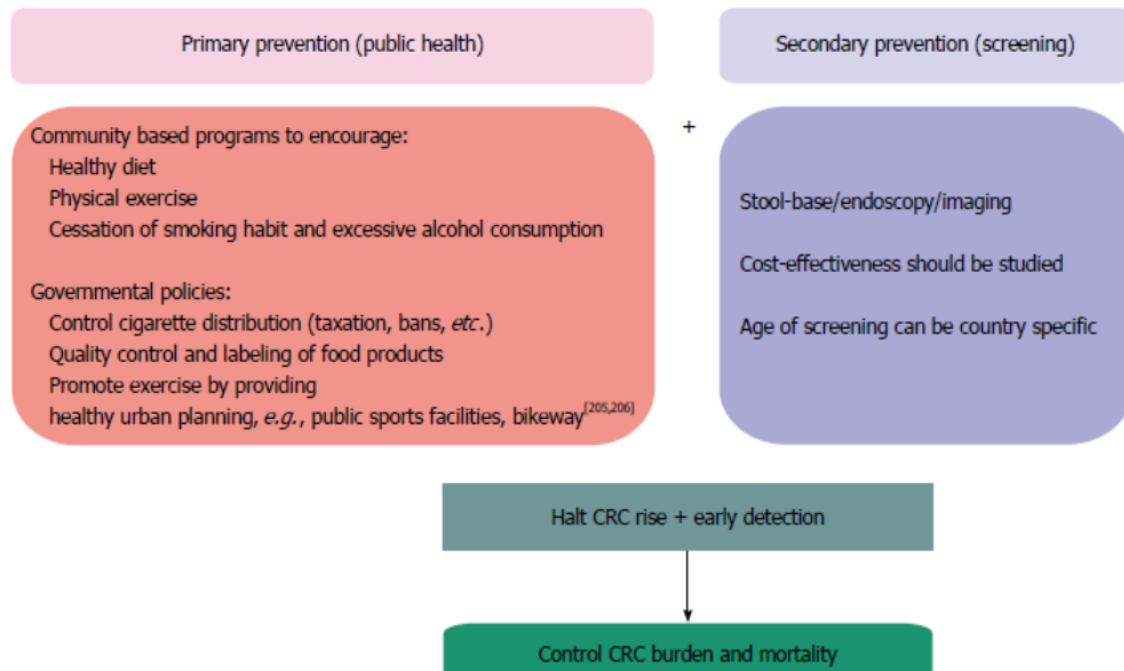 Primary prevention (public health)
Secondary prevention (screening)
Community based programs to encourage:
Healthy diet
Physical exercise
Cessation of smoking habit and excessive alcohol consumption
Governmental policies:
Control cigarette distribution (taxation, bans, etc.)
Quality control and labeling of food products
Promote exercise by providing
healthy urban planning, e.g., public sports facilities, bikeway[205,206]
+
Stool-base/endoscopy/imaging
Cost-effectiveness should be studied
Age of screening can be country specific
Halt CRC rise + early detection
Control CRC burden and mortality